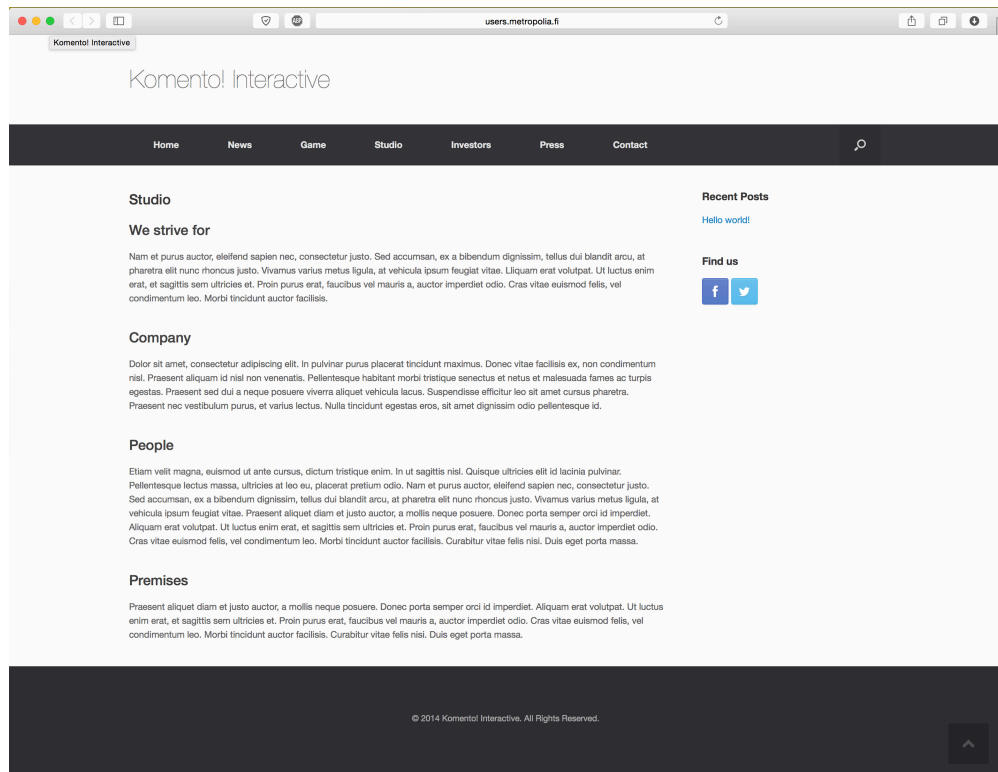 ABP
users.metropolia.fi
Komento! Interactive
Komento! Interactive
Home News Game Studio Investors Press Contact
Studio
We strive for
Nam et purus auctor, eleifend sapien nec, consectetur justo. Sed accumsan, ex a bibendum dignissim, tellus dui blandit arcu, at
pharetra elit nunc rhoncus justo. Vivamus varius metus ligula, at vehicula ipsum feugiat vitae. Lliquam erat volutpat. Ut luctus enim
erat, et sagittis sem ultricies et. Proin purus erat, faucibus vel mauris a, auctor imperdiet odio. Cras vitae euismod felis, vel
condimentum leo. Morbi tincidunt auctor facilisis.
Company
Dolor sit amet, consectetur adipiscing elit. In pulvinar purus placerat tincidunt maximus. Donec vitae facilisis ex, non condimentum
nisl. Praesent aliquam id nisl non venenatis. Pellentesque habitant morbi tristique senectus et netus et malesuada fames ac turpis
egestas. Praesent sed dui a neque posuere viverra aliquet vehicula lacus. Suspendisse efficitur leo sit amet cursus pharetra.
Praesent nec vestibulum purus, et varius lectus. Nulla tincidunt egestas eros, sit amet dignissim odio pellentesque id.
People
Etiam velit magna, euismod ut ante cursus, dictum tristique enim. In ut sagittis nisl. Quisque ultricies elit id lacinia pulvinar.
Pellentesque lectus massa, ultricies at leo eu, placerat pretium odio. Nam et purus auctor, eleifend sapien nec, consectetur justo.
Sed accumsan, ex a bibendum dignissim, tellus dui blandit arcu, at pharetra elit nunc rhoncus justo. Vivamus varius metus ligula, at
vehicula ipsum feugiat vitae. Praesent aliquet diam et justo auctor, a mollis neque posuere. Donec porta semper orci id imperdiet.
Aliquam erat volutpat. Ut luctus enim erat, et sagittis sem ultricies et. Proin purus erat, faucibus vel mauris a, auctor imperdiet odio.
Cras vitae euismod felis, vel condimentum leo. Morbi tincidunt auctor facilisis. Curabitur vitae felis nisi. Duis eget porta massa.
Premises
Praesent aliquet diam et justo auctor, a mollis neque posuere. Donec porta semper orci id imperdiet. Aliquam erat volutpat. Ut luctus
enim erat, et sagittis sem ultricies et. Proin purus erat, faucibus vel mauris a, auctor imperdiet odio. Cras vitae euismod felis, vel
condimentum leo. Morbi tincidunt auctor facilisis. Curabitur vitae felis nisi. Duis eget porta massa.
Recent Posts
Hello world!
Find us
© 2014 Komento! Interactive. All Rights Reserved.